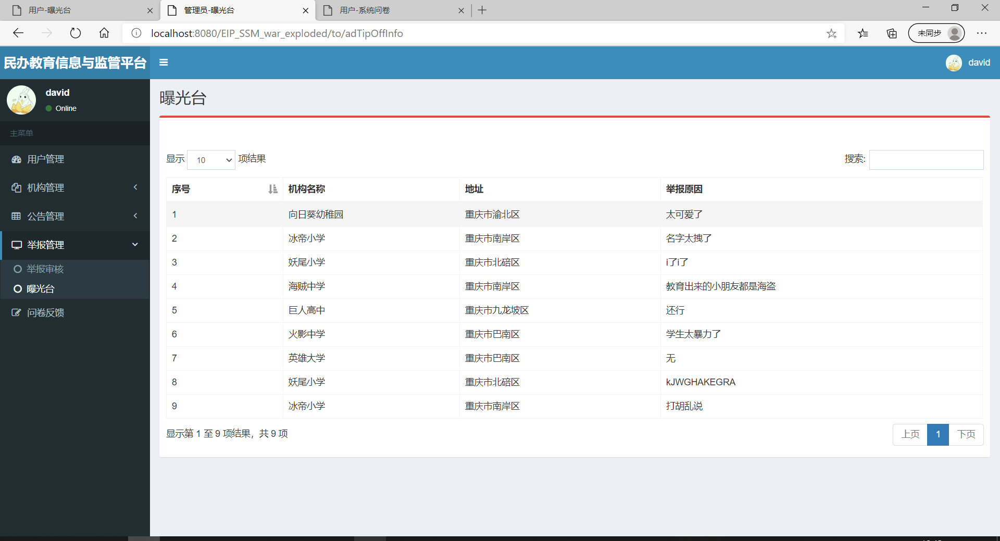 用户-曝光台
管理员-曝光台
用户-系统问卷
localhost:8080/EIP_SSM_war_exploded/to/adTipOffInfo
未同步
民办教育信息与监管平台
david
david
Online
主菜单
用户管理
机构管理
公告管理
举报管理
举报审核
曝光台
问卷反馈
曝光台
显示 10 项结果
搜索:
序号 机构名称 地址 举报原因
1 向日葵幼稚园 重庆市渝北区 太可爱了
2 冰帝小学 重庆市南岸区 名字太拽了
3 妖尾小学 重庆市北碚区 i了i了
4 海贼中学 重庆市南岸区 教育出来的小朋友都是海盗
5 巨人高中 重庆市九龙坡区 还行
6 火影中学 重庆市巴南区 学生太暴力了
7 英雄大学 重庆市巴南区 无
8 妖尾小学 重庆市北碚区 kJWGHAKEGRA
9 冰帝小学 重庆市南岸区 打胡乱说
显示第 1 至 9 项结果，共 9 项
上页 1 下页